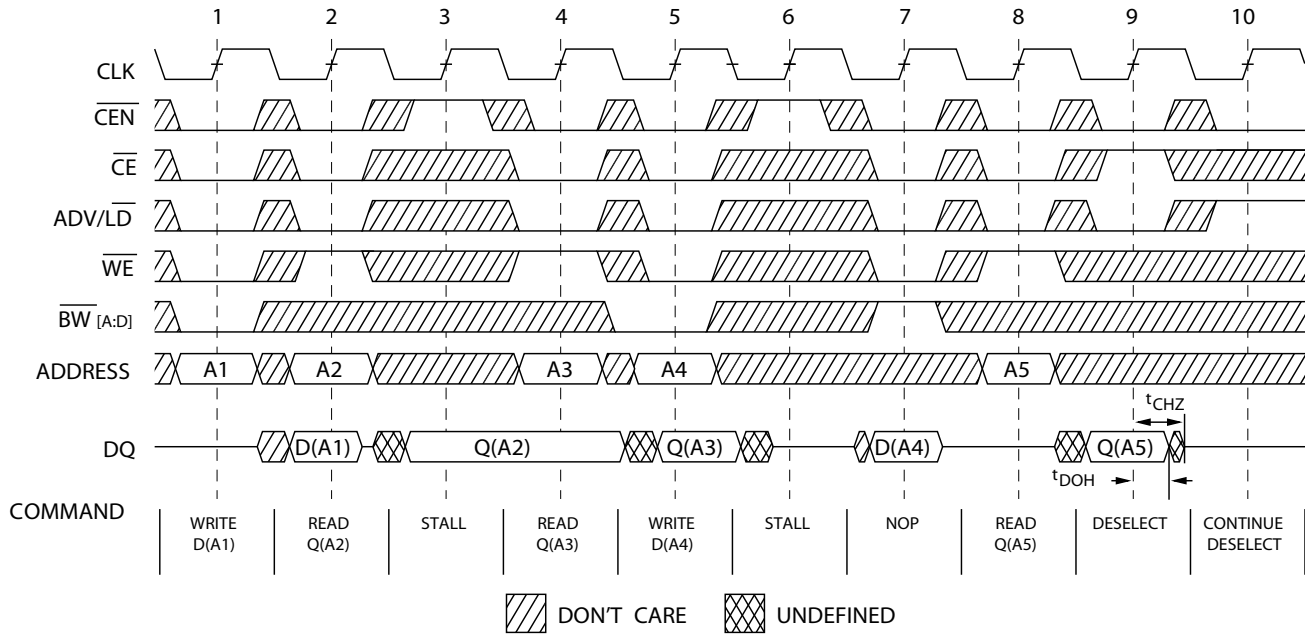 1 2 3 4 5 6 7 8 9 10
CLK
CEN
CE
ADV/LD
WE
BW [A:D]
ADDRESS A1 A2 A3 A4 A5
tCHZ
DQ D(A1) Q(A2) Q(A3) D(A4) Q(A5)
tDOH
COMMAND
WRITE READ STALL READ WRITE STALL NOP READ DESELECT CONTINUE
D(A1) Q(A2) Q(A3) D(A4) Q(A5) DESELECT
DON'T CARE UNDEFINED